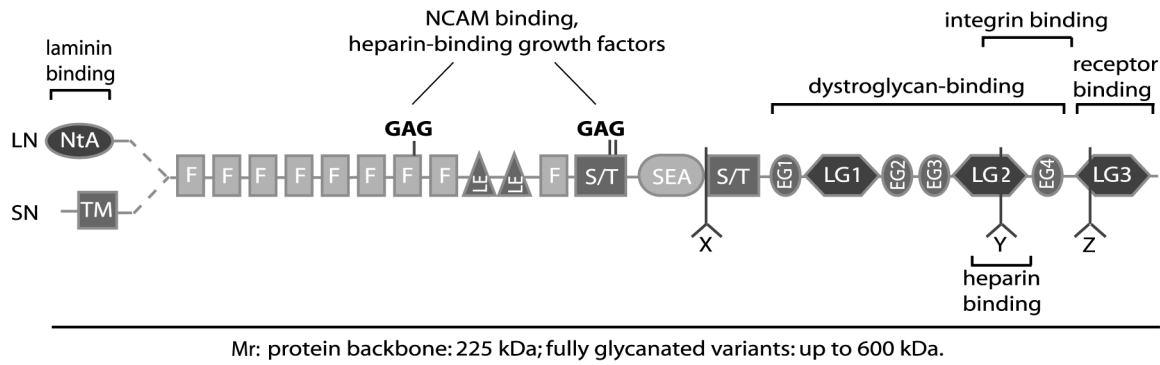 NCAM binding,
heparin-binding growth factors
integrin binding
laminin
binding
receptor
binding
dystroglycan-binding
GAG GAG
LN NtA
F F F F F F F LE LE F S/T SEA S/T EG1 LG1 EG2 EG3 LG2 EG4 LG3
SN TM
X Y Z
heparin
binding
Mr: protein backbone: 225 kDa; fully glycanated variants: up to 600 kDa.